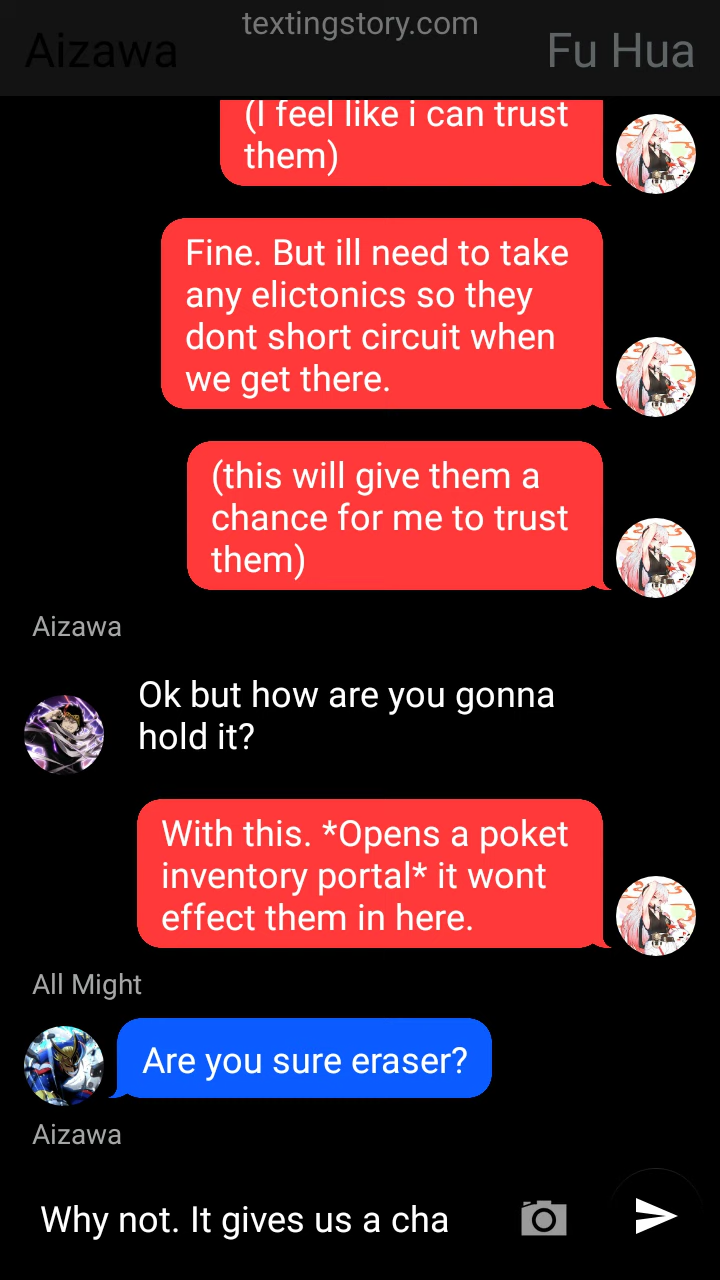 textingstory.com
Aizawa
Fu Hua
(I feel like i can trust
them)
Fine. But ill need to take
any elictonics so they
dont short circuit when
we get there.
(this will give them a
chance for me to trust
them)
Aizawa
Ok but how are you gonna
hold it?
With this. *Opens a poket
inventory portal* it wont
effect them in here.
All Might
Are you sure eraser?
Aizawa
Why not. It gives us a cha